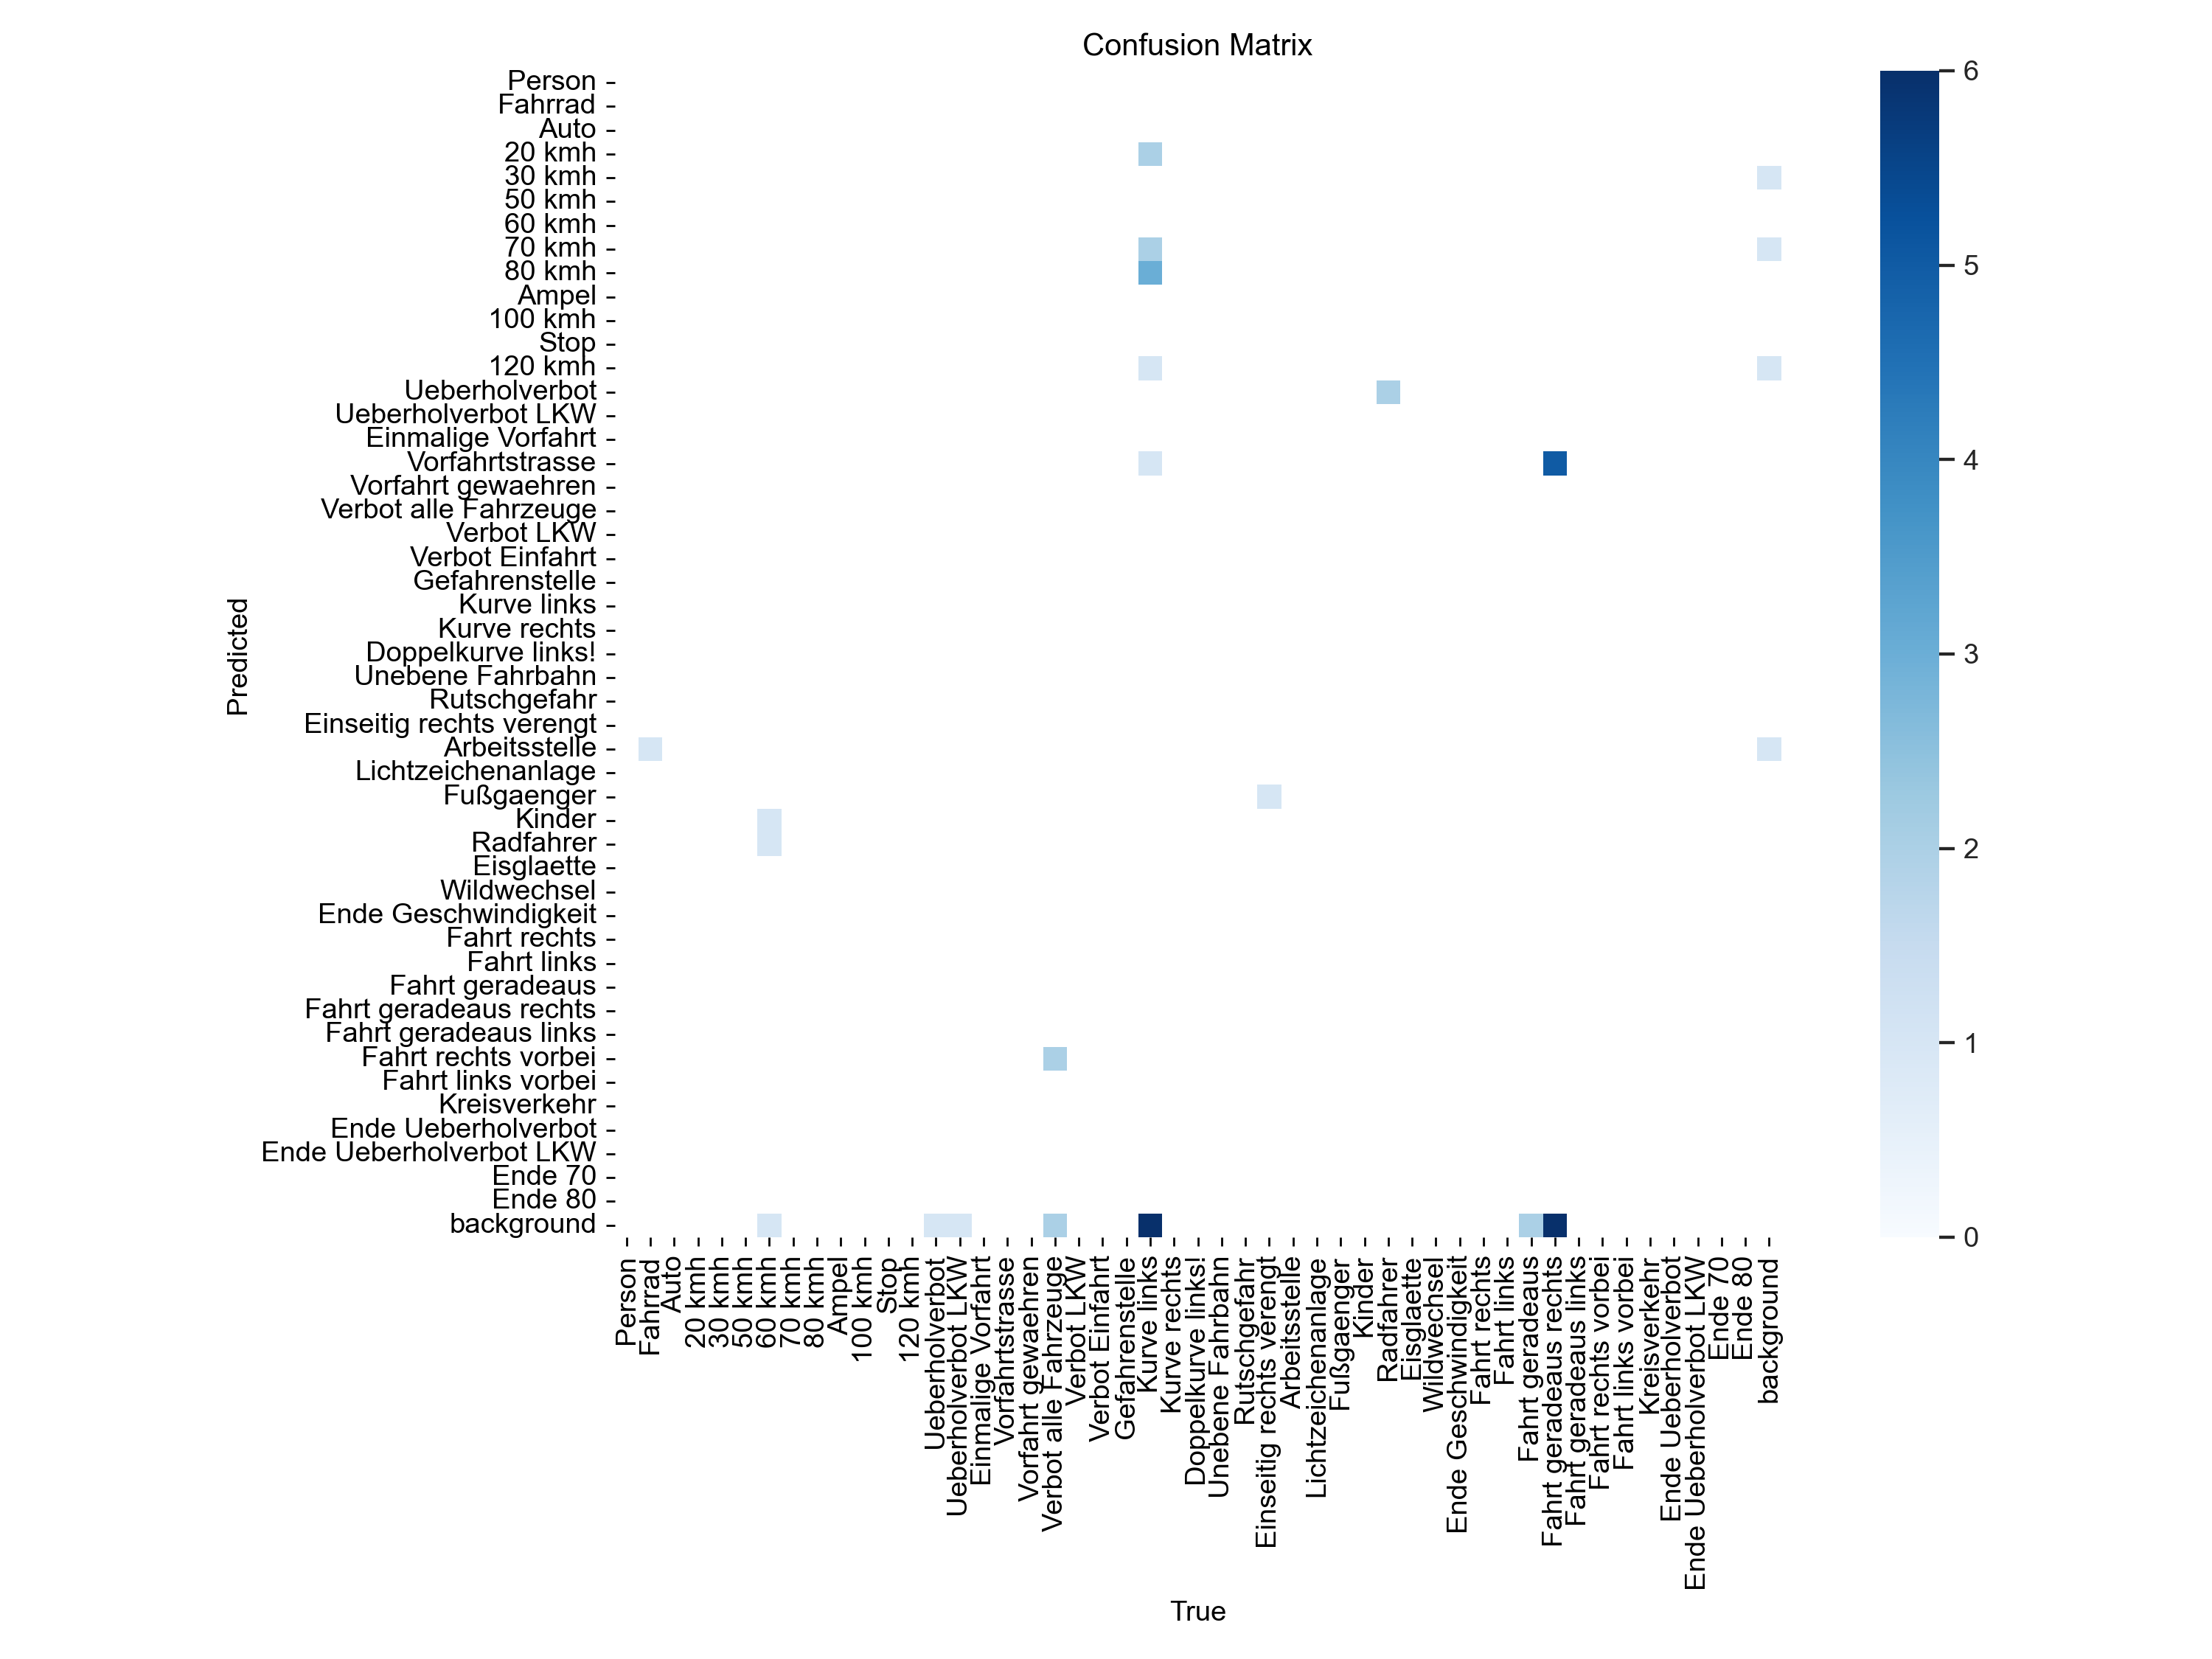 Confusion Matrix
Person
Fahrrad
Auto
20 kmh
30 kmh
50 kmh
60 kmh
70 kmh
80 kmh
Ampel
100 kmh
Stop
120 kmh
Ueberholverbot
Ueberholverbot LKW
Einmalige Vorfahrt
Vorfahrtstrasse
Vorfahrt gewaehren
Verbot alle Fahrzeuge
Verbot LKW
Verbot Einfahrt
Gefahrenstelle
Kurve links
Kurve rechts
Doppelkurve links!
Unebene Fahrbahn
Rutschgefahr
Einseitig rechts verengt
Arbeitsstelle
Lichtzeichenanlage
Fußgaenger
Kinder
Radfahrer
Eisglaette
Wildwechsel
Ende Geschwindigkeit
Fahrt rechts
Fahrt links
Fahrt geradeaus
Fahrt geradeaus rechts
Fahrt geradeaus links
Fahrt rechts vorbei
Fahrt links vorbei
Kreisverkehr
Ende Ueberholverbot
Ende Ueberholverbot LKW
Ende 70
Ende 80
background
Predicted
Person
Fahrrad
Auto
20 kmh
30 kmh
50 kmh
60 kmh
70 kmh
80 kmh
Ampel
100 kmh
Stop
120 kmh
Ueberholverbot
Ueberholverbot LKW
Einmalige Vorfahrt
Vorfahrtstrasse
Vorfahrt gewaehren
Verbot alle Fahrzeuge
Verbot LKW
Verbot Einfahrt
Gefahrenstelle
Kurve links
Kurve rechts
Doppelkurve links!
Unebene Fahrbahn
Rutschgefahr
Einseitig rechts verengt
Arbeitsstelle
Lichtzeichenanlage
Fußgaenger
Kinder
Radfahrer
Eisglaette
Wildwechsel
Ende Geschwindigkeit
Fahrt rechts
Fahrt links
Fahrt geradeaus
Fahrt geradeaus rechts
Fahrt geradeaus links
Fahrt rechts vorbei
Fahrt links vorbei
Kreisverkehr
Ende Ueberholverbot
Ende Ueberholverbot LKW
Ende 70
Ende 80
background
True
6
5
4
3
2
1
0